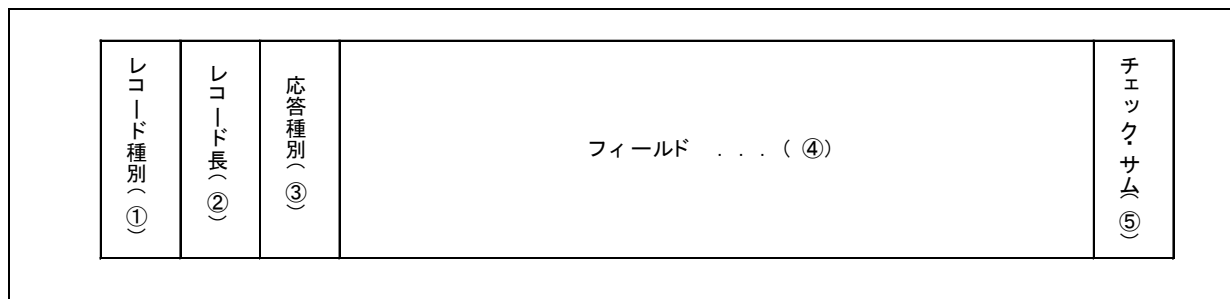 レコード種別(①)
レコード長(②)
応答種別(③)
フィールド . . . ( ④)
チェック・サム(⑤)